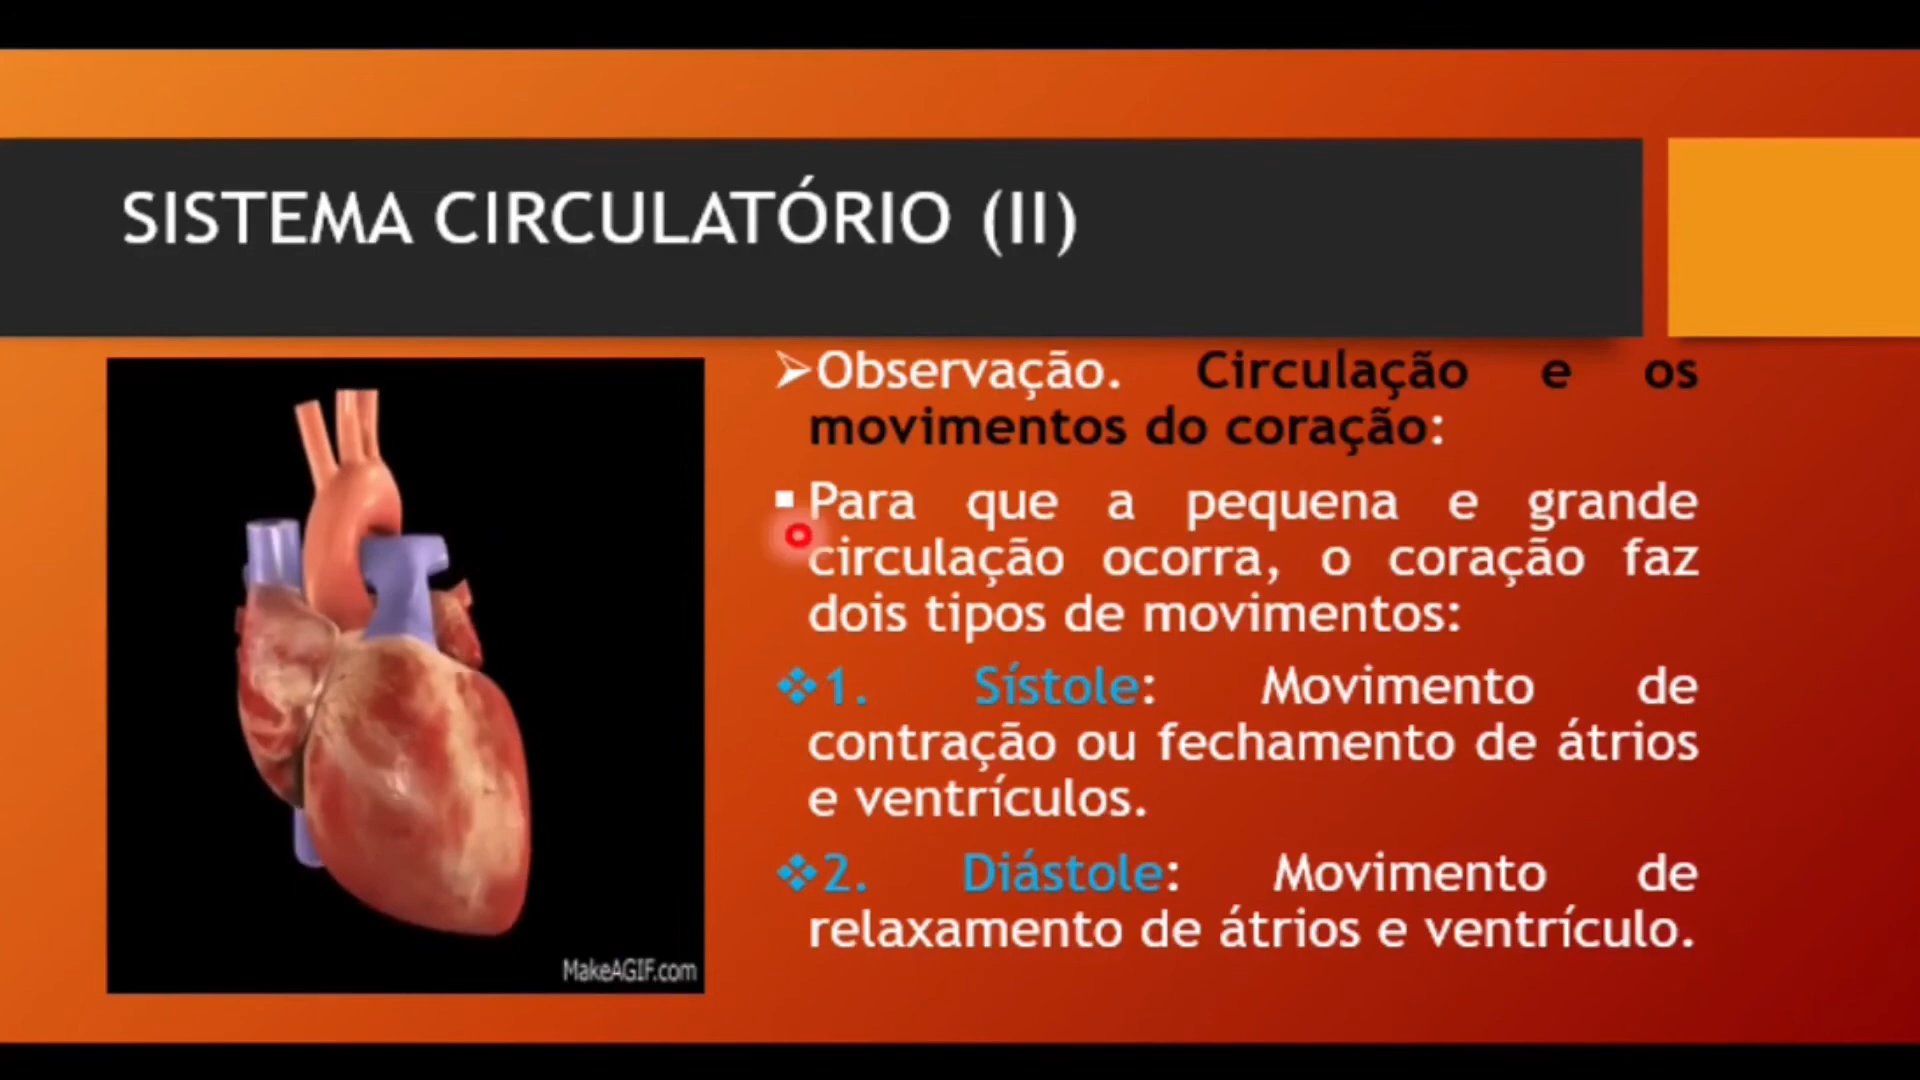 SISTEMA CIRCULATÓRIO (II)
➢Observação. Circulação e os
movimentos do coração:
▪Para que a pequena e grande
circulação ocorra, o coração faz
dois tipos de movimentos:
❖1. Sístole: Movimento de
contração ou fechamento de átrios
e ventrículos.
❖2. Diástole: Movimento de
relaxamento de átrios e ventrículo.
MakeAGIF.com